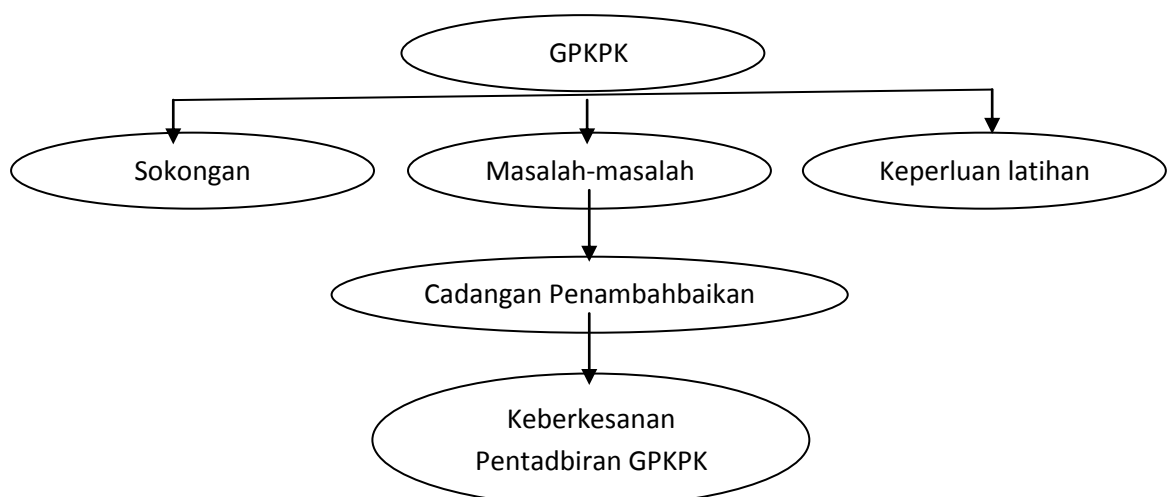 GPKPK
Sokongan
Masalah-masalah
Keperluan latihan
Cadangan Penambahbaikan
Keberkesanan
Pentadbiran GPKPK